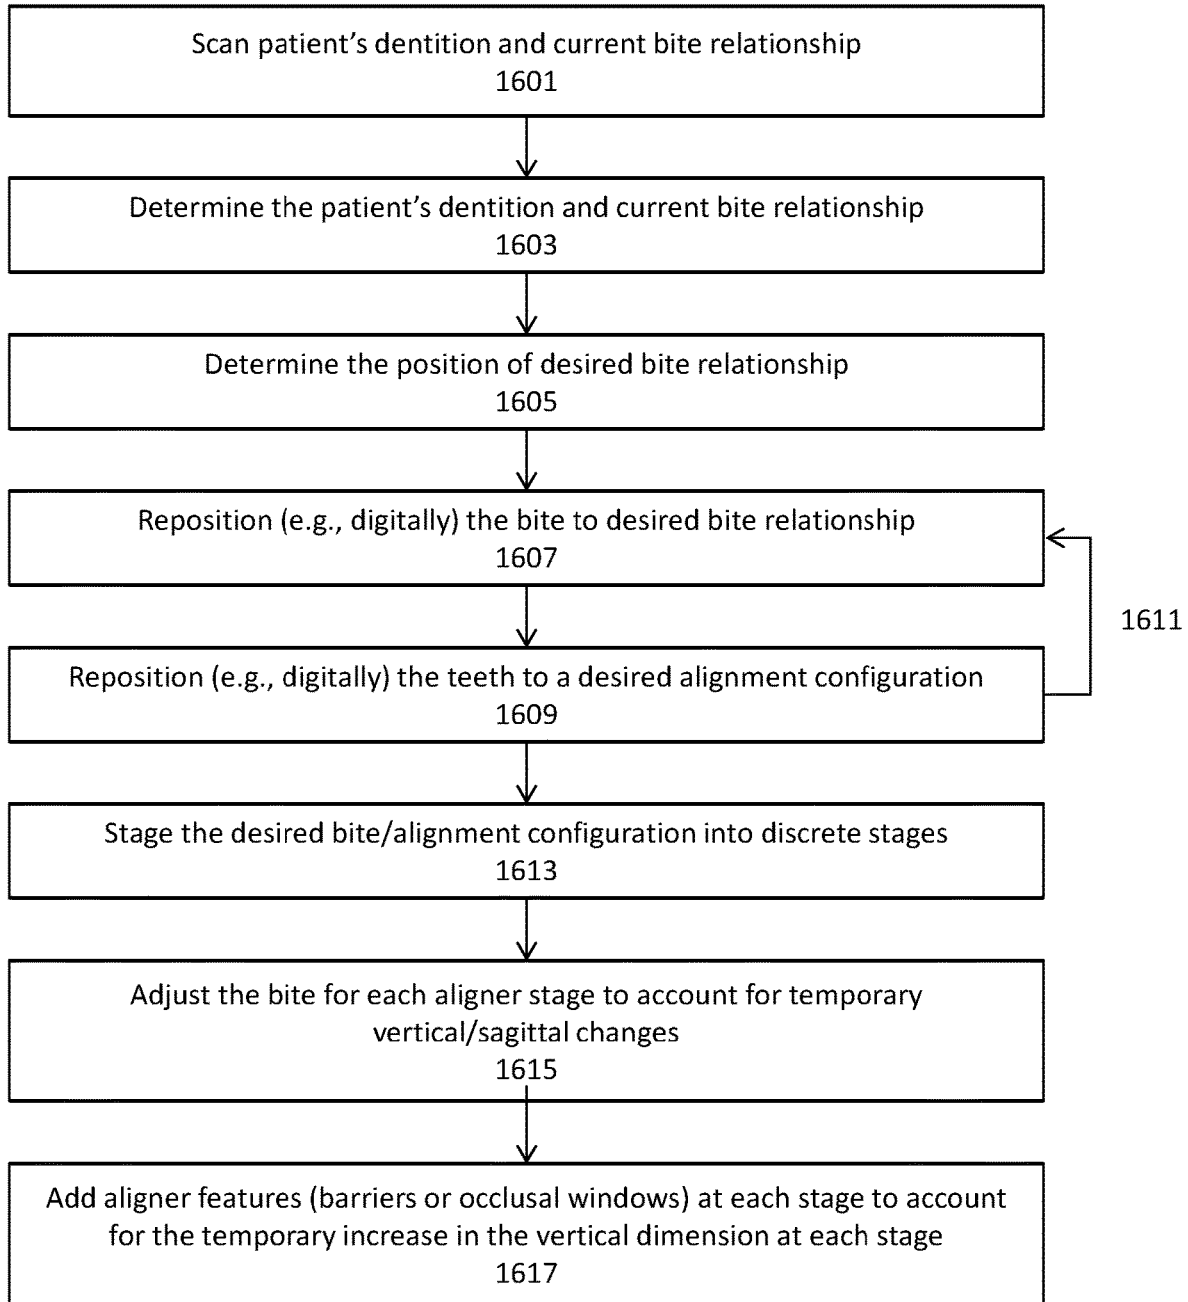 Scan patient’s dentition and current bite relationship
1601
Determine the patient’s dentition and current bite relationship
1603
Determine the position of desired bite relationship
1605
Reposition (e.g., digitally) the bite to desired bite relationship
1607
1611
Reposition (e.g., digitally) the teeth to a desired alignment configuration
1609
Stage the desired bite/alignment configuration into discrete stages
1613
Adjust the bite for each aligner stage to account for temporary
vertical/sagittal changes
1615
Add aligner features (barriers or occlusal windows) at each stage to account
for the temporary increase in the vertical dimension at each stage
1617